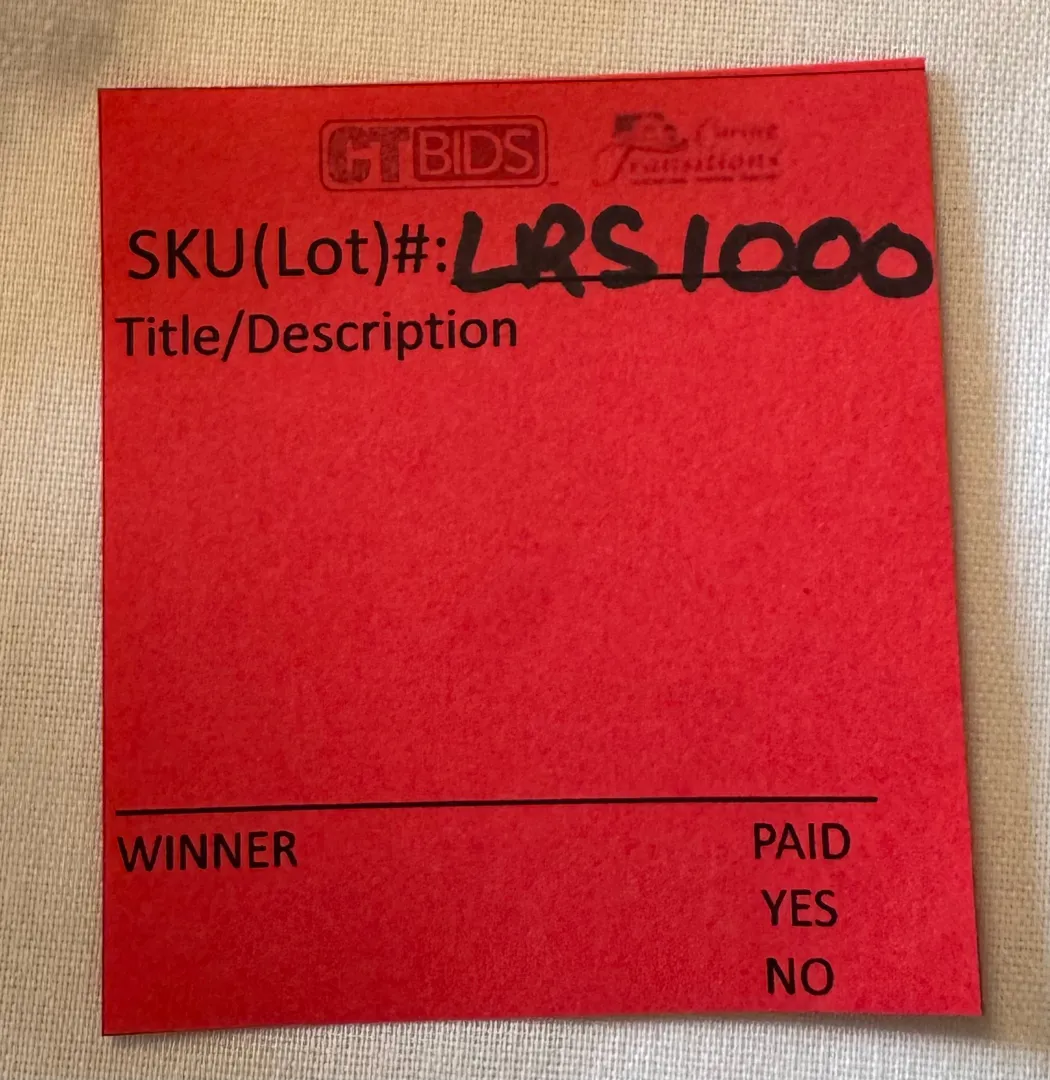 CTBIDS Caring
Transitions
SKU(Lot)#: LRS1000
Title/Description
WINNER PAID
YES
NO